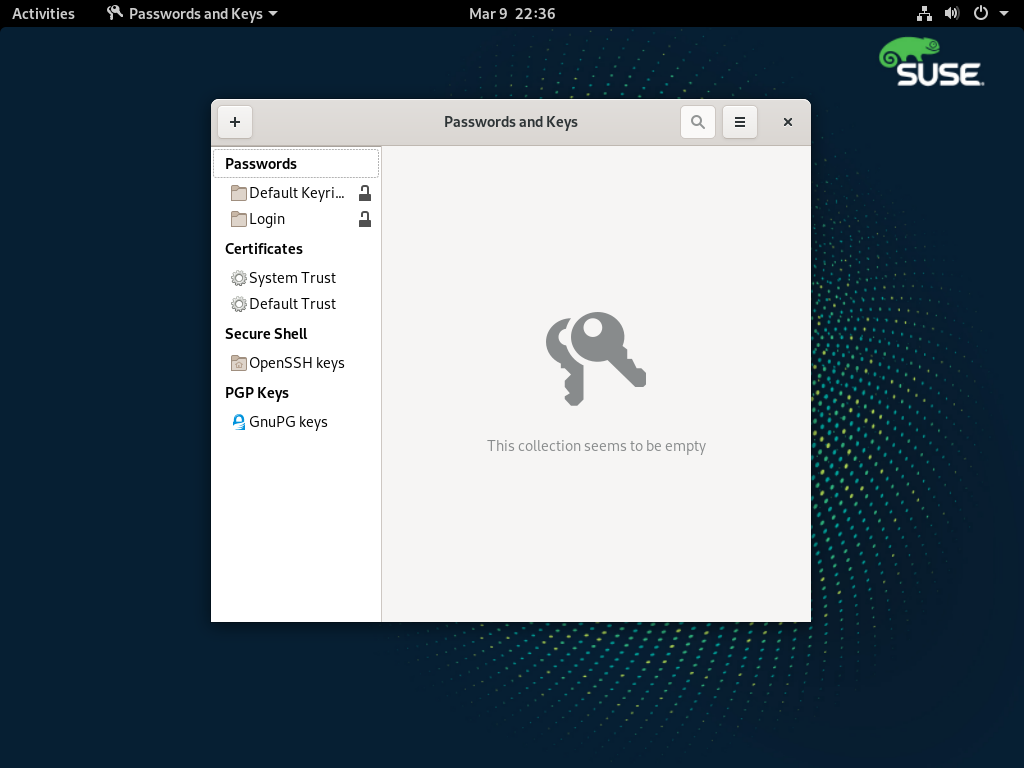 Activities
Passwords and Keys
Mar 9 22:36
SUSE
Passwords and Keys
Passwords
Default Keyri...
Login
Certificates
System Trust
Default Trust
Secure Shell
OpenSSH keys
PGP Keys
GnuPG keys
This collection seems to be empty